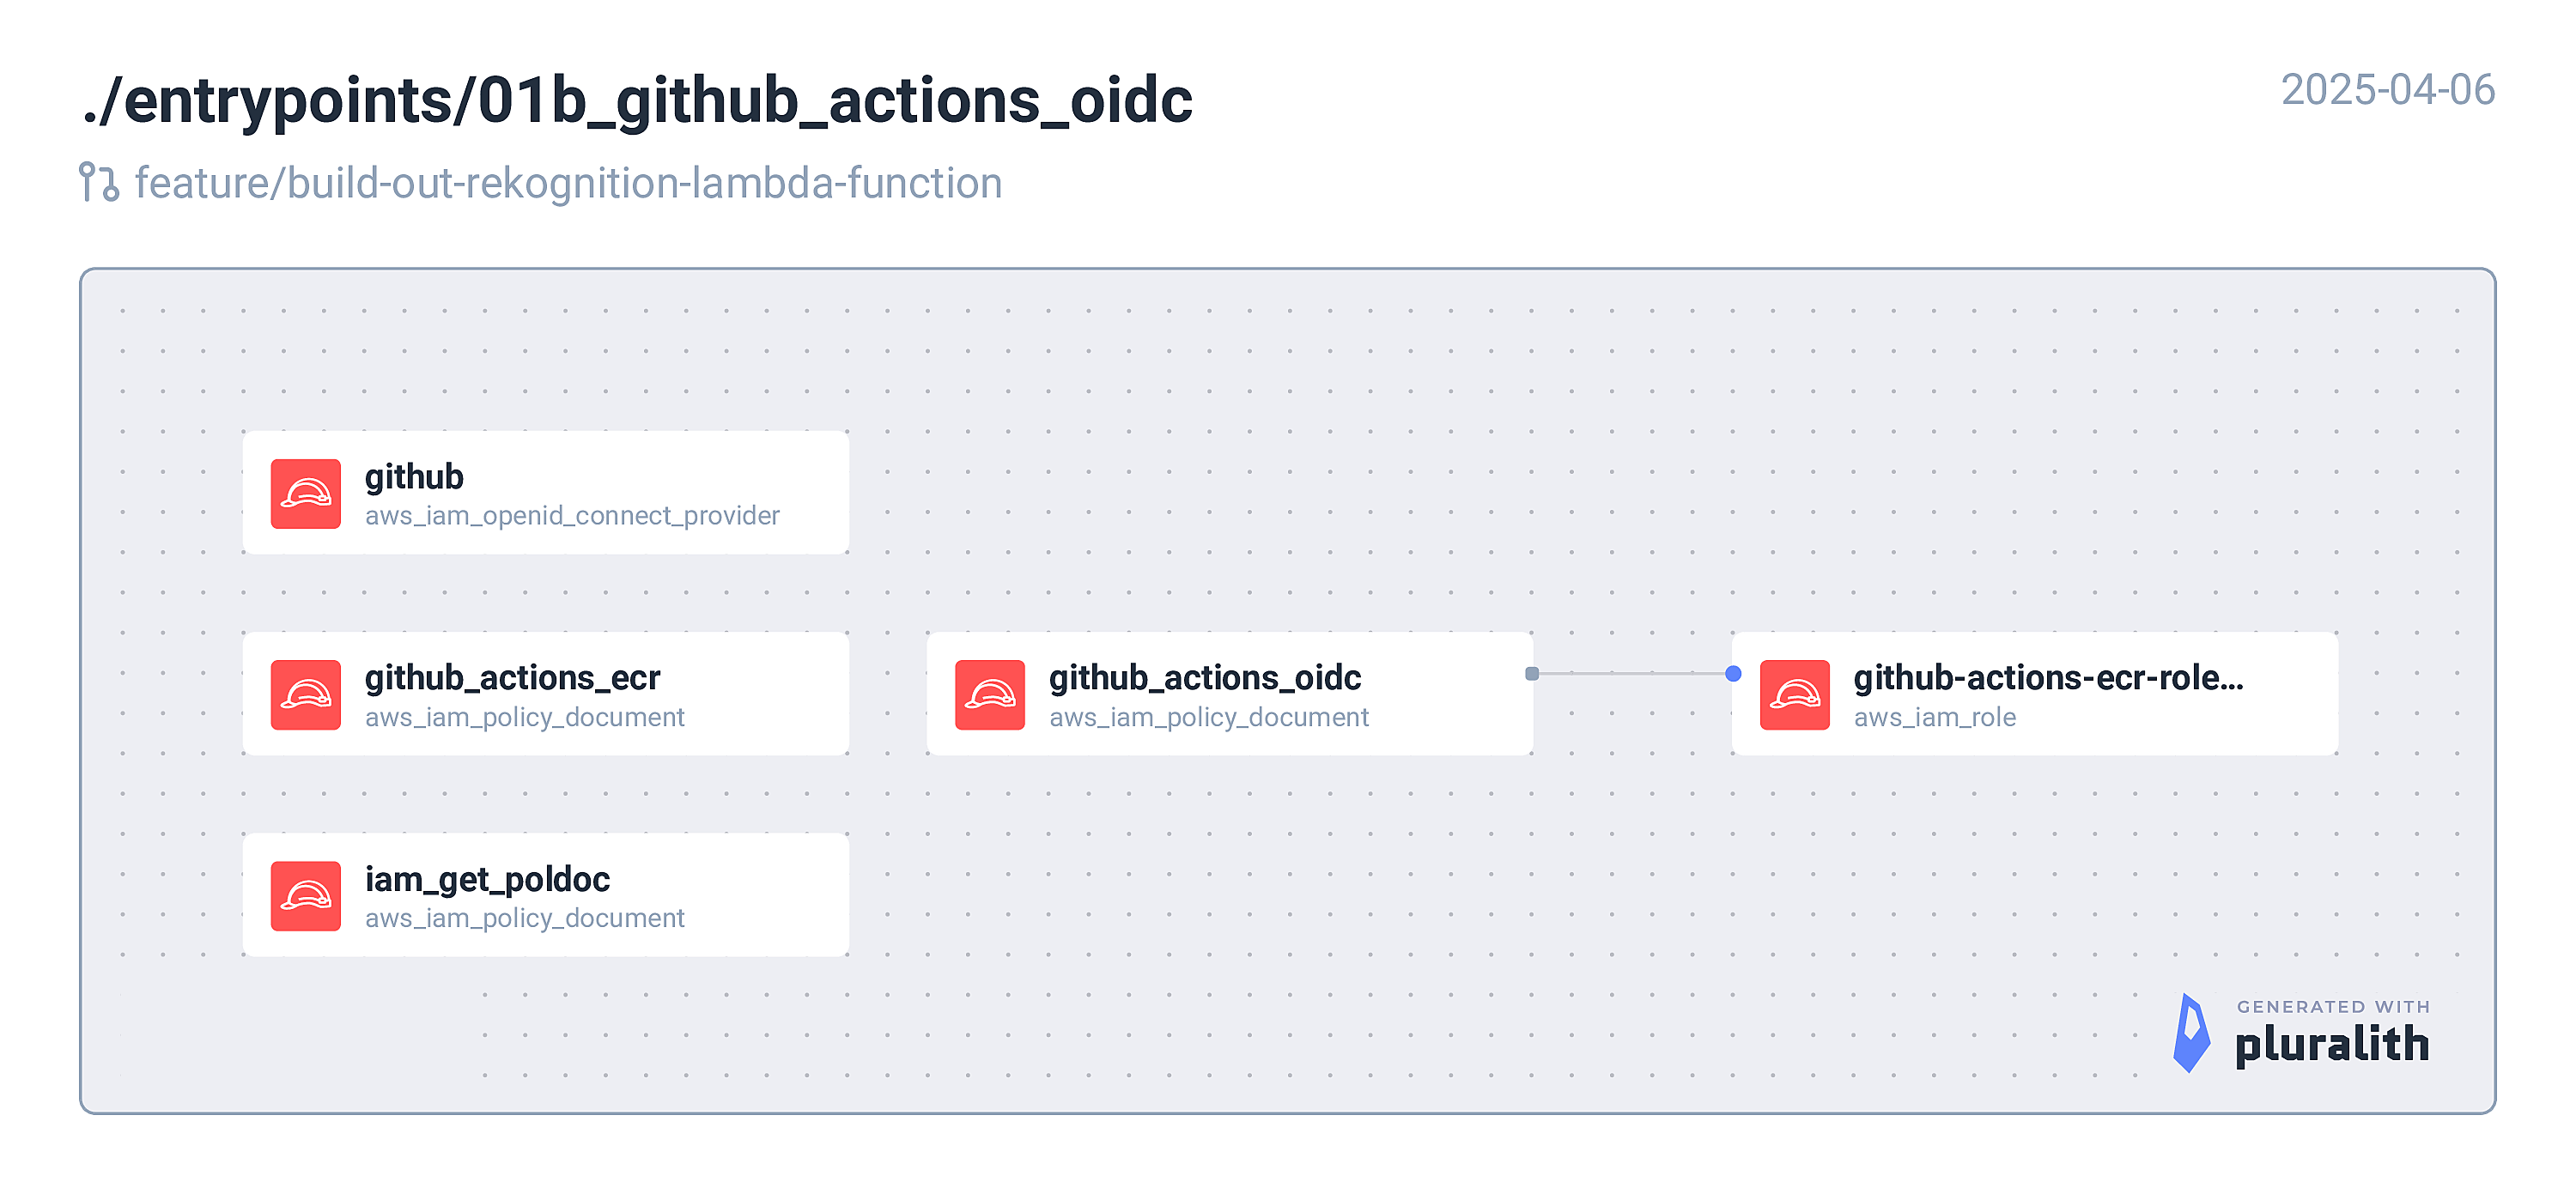 ./entrypoints/01b_github_actions_oidc
2025-04-06
feature/build-out-rekognition-lambda-function
github
aws_iam_openid_connect_provider
github_actions_ecr
aws_iam_policy_document
github_actions_oidc
aws_iam_policy_document
github-actions-ecr-role...
aws_iam_role
iam_get_poldoc
aws_iam_policy_document
GENERATED WITH
pluralith